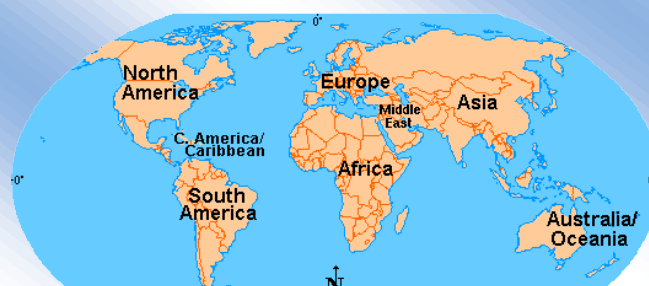 0°
North
America
Europe
Middle
East
Asia
C. America/
Caribbean
Africa
0°
South
America
Australia/
Oceania
N